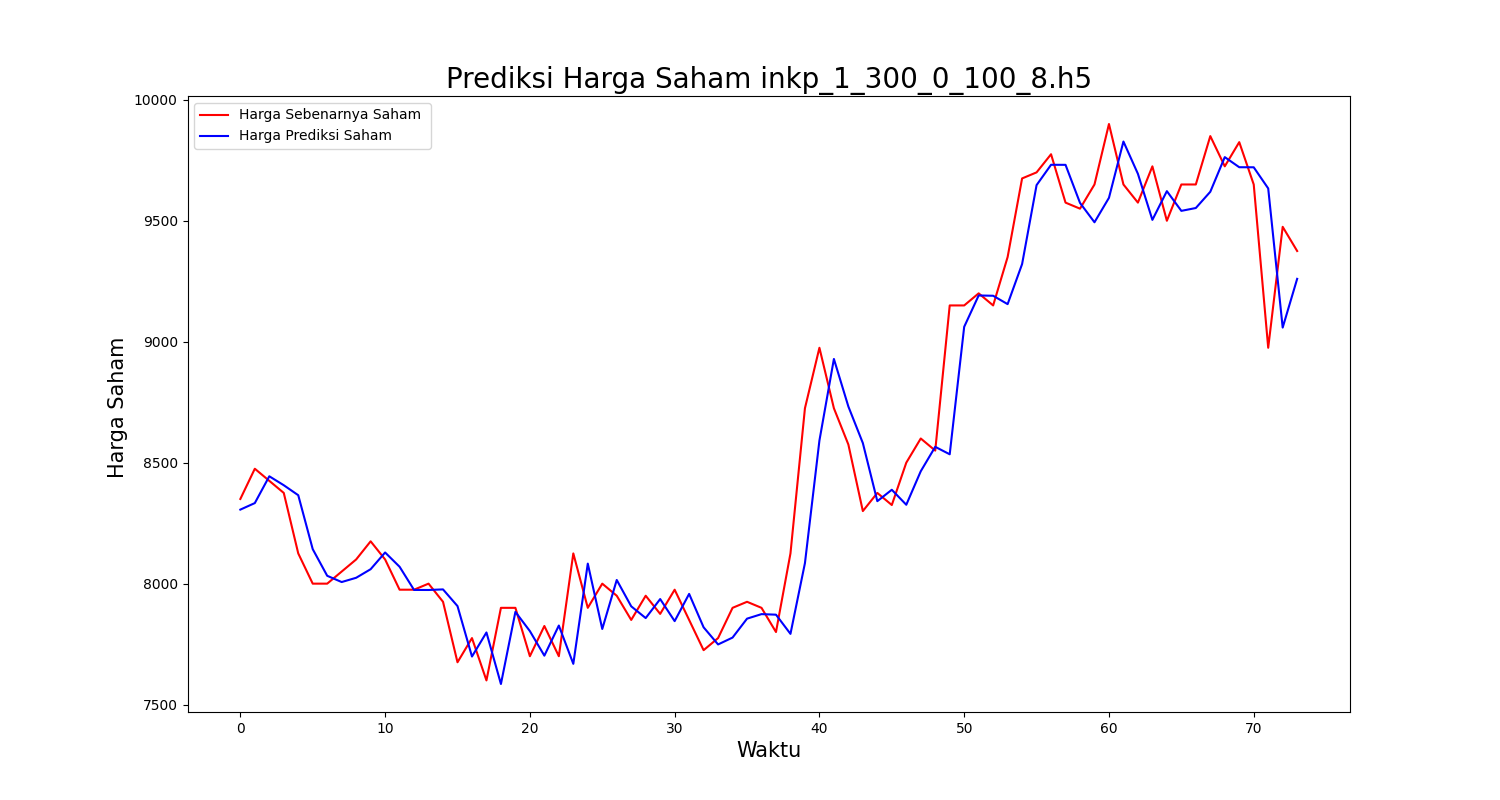 Prediksi Harga Saham inkp_1_300_0_100_8.h5
Harga Sebenarnya Saham
Harga Prediksi Saham
10000
9500
9000
8500
8000
7500
Harga Saham
0 10 20 30 40 50 60 70
Waktu